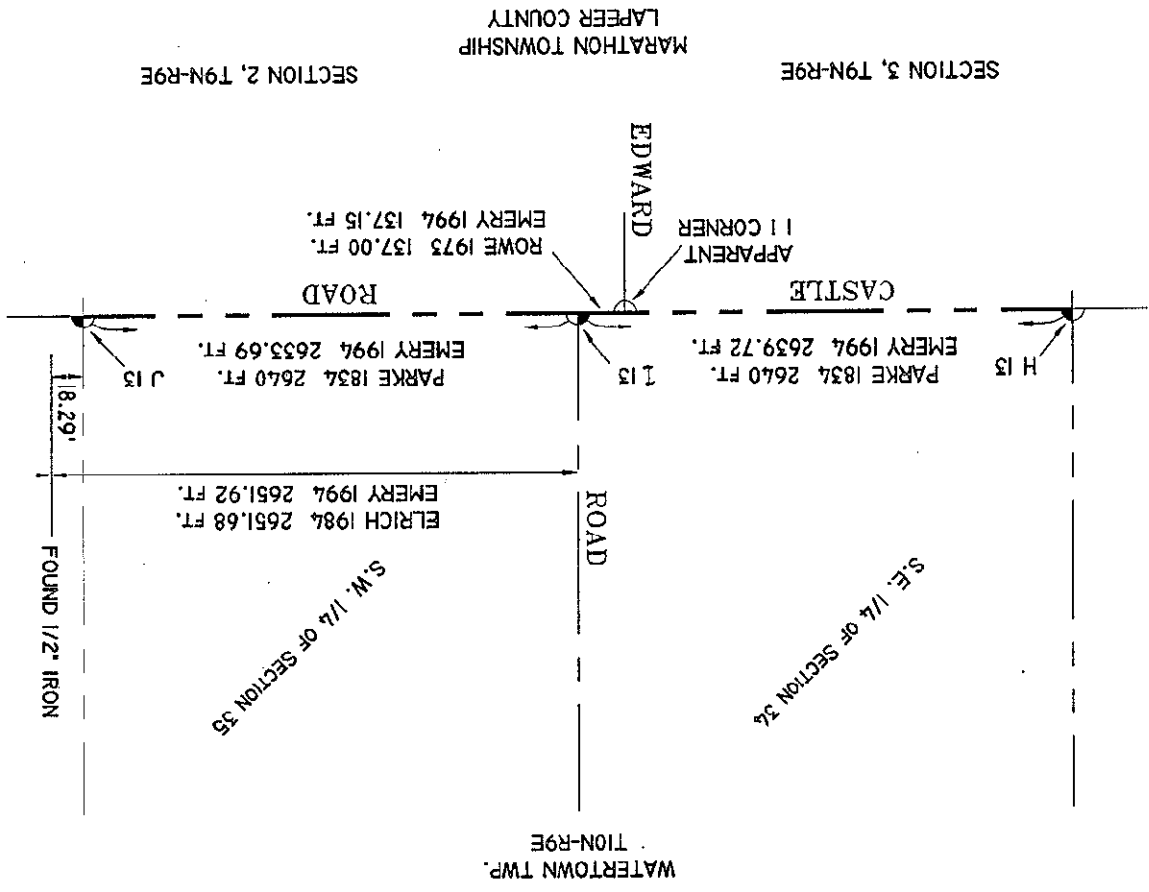 WATERTOWN TWP.
T10N-R9E
S.E. 1/4 OF SECTION 34
S.W. 1/4 OF SECTION 35
FOUND 1/2" IRON
ROAD
ELRICH 1984 2651.68 FT.
EMERY 1994 2651.92 FT.
18.29'
H 13
PARKE 1834 2640 FT.
EMERY 1994 2639.72 FT.
I 13
PARKE 1834 2640 FT.
EMERY 1994 2633.69 FT.
J 13
CASTLE
ROAD
APPARENT
1 1 CORNER
EDWARD
ROWE 1973 137.00 FT.
EMERY 1994 137.15 FT.
SECTION 3, T9N-R9E
SECTION 2, T9N-R9E
MARATHON TOWNSHIP
LAPEER COUNTY